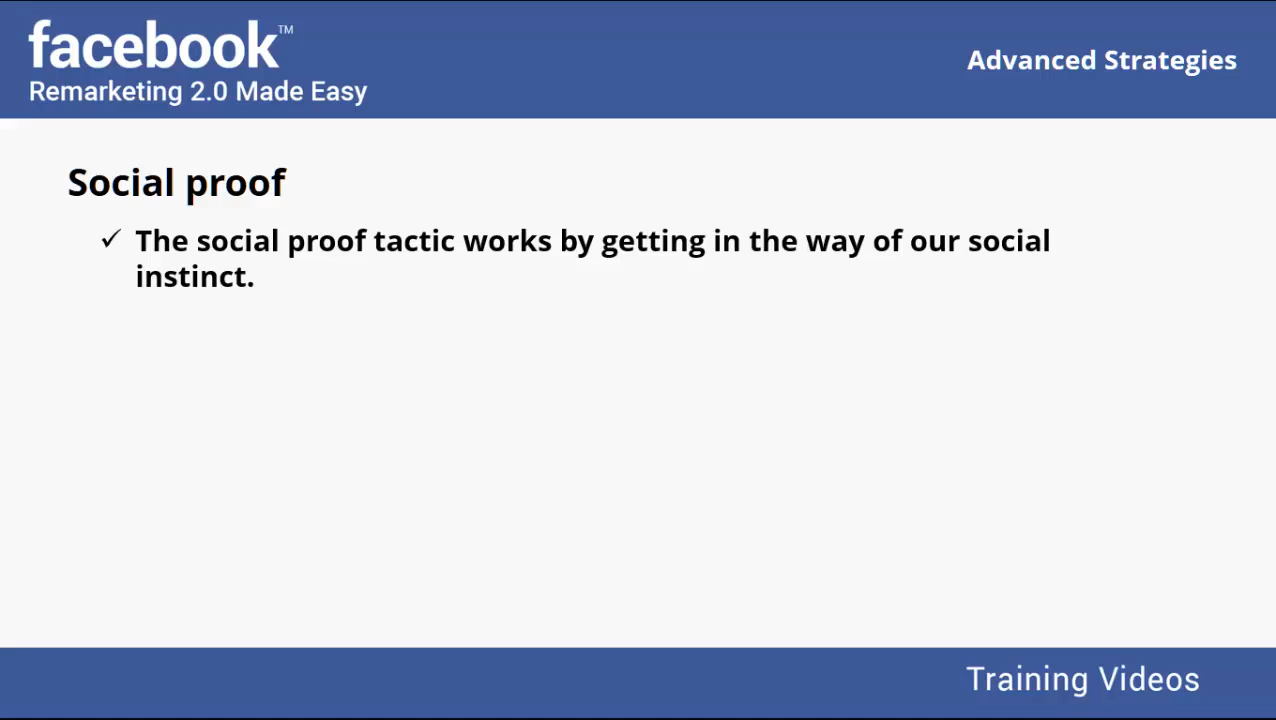 facebook™
Remarketing 2.0 Made Easy
Advanced Strategies
Social proof
✓ The social proof tactic works by getting in the way of our social
instinct.
Training Videos